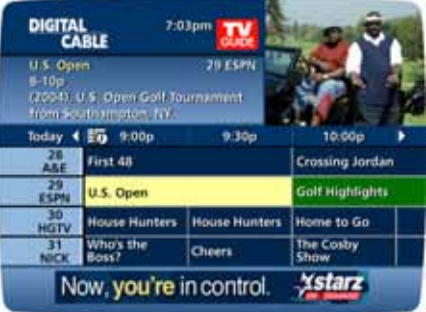 DIGITAL
CABLE
7:03pm
TV
GUIDE
U.S. Open
29 ESPN
8-10p
(2004) U.S. Open Golf Tournament
from Southampton, NY.
Today 9:00p 9:30p 10:00p
28
A&E
First 48
Crossing Jordan
29
ESPN
U.S. Open
Golf Highlights
30
HGTV
House Hunters
House Hunters
Home to Go
31
NICK
Who's the
Boss?
Cheers
The Cosby
Show
Now, you're in control.
starz
ON DEMAND